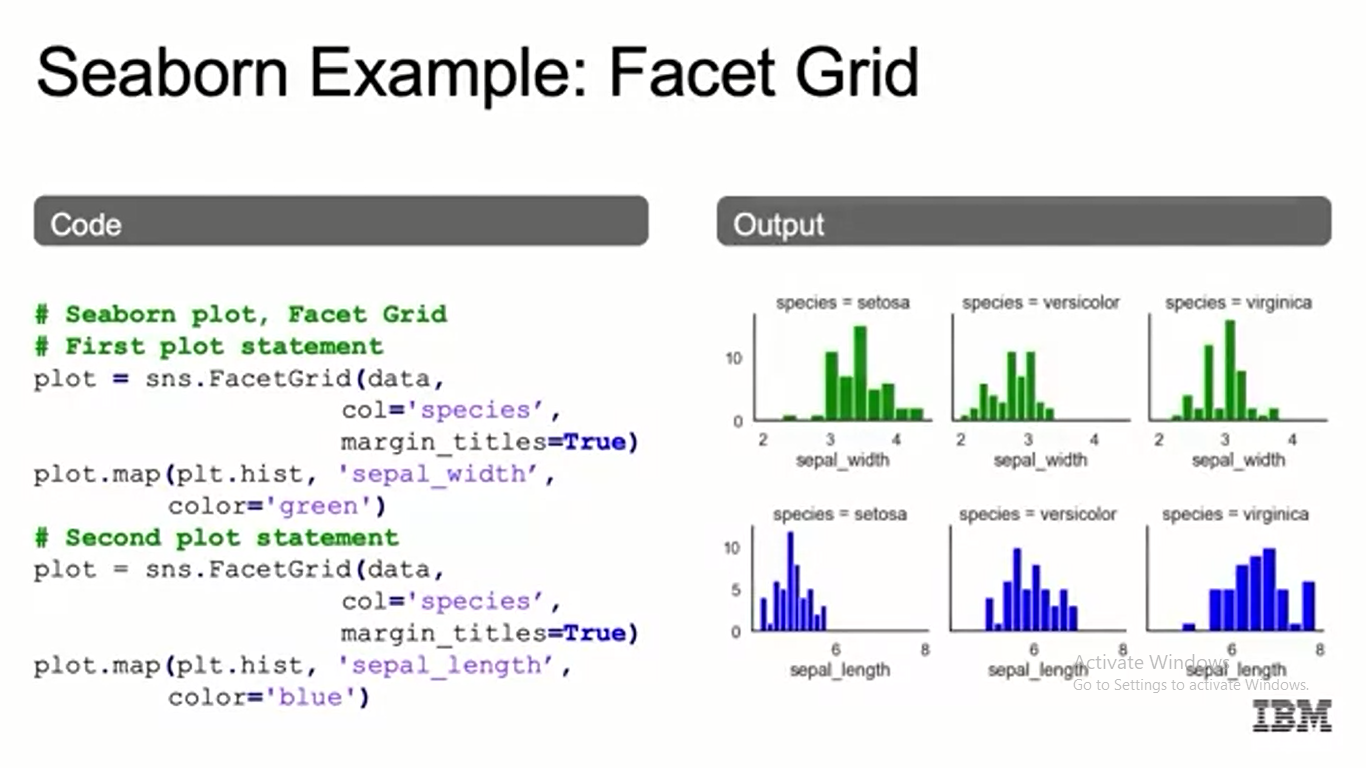 Seaborn Example: Facet Grid
Code
# Seaborn plot, Facet Grid
# First plot statement
plot = sns.FacetGrid(data,
col='species’,
margin_titles=True)
plot.map(plt.hist, 'sepal_width’,
color='green')
# Second plot statement
plot = sns.FacetGrid(data,
col='species’,
margin_titles=True)
plot.map(plt.hist, 'sepal_length’,
color='blue')
Output
species = setosa species = versicolor species = virginica
10
0
2 3 4 2 3 4 2 3 4
sepal_width sepal_width sepal_width
species = setosa species = versicolor species = virginica
10
5
0
6 8 6 8 6 8
sepal_length sepal_length sepal_length
Activate Windows
Go to Settings to activate Windows.
IBM